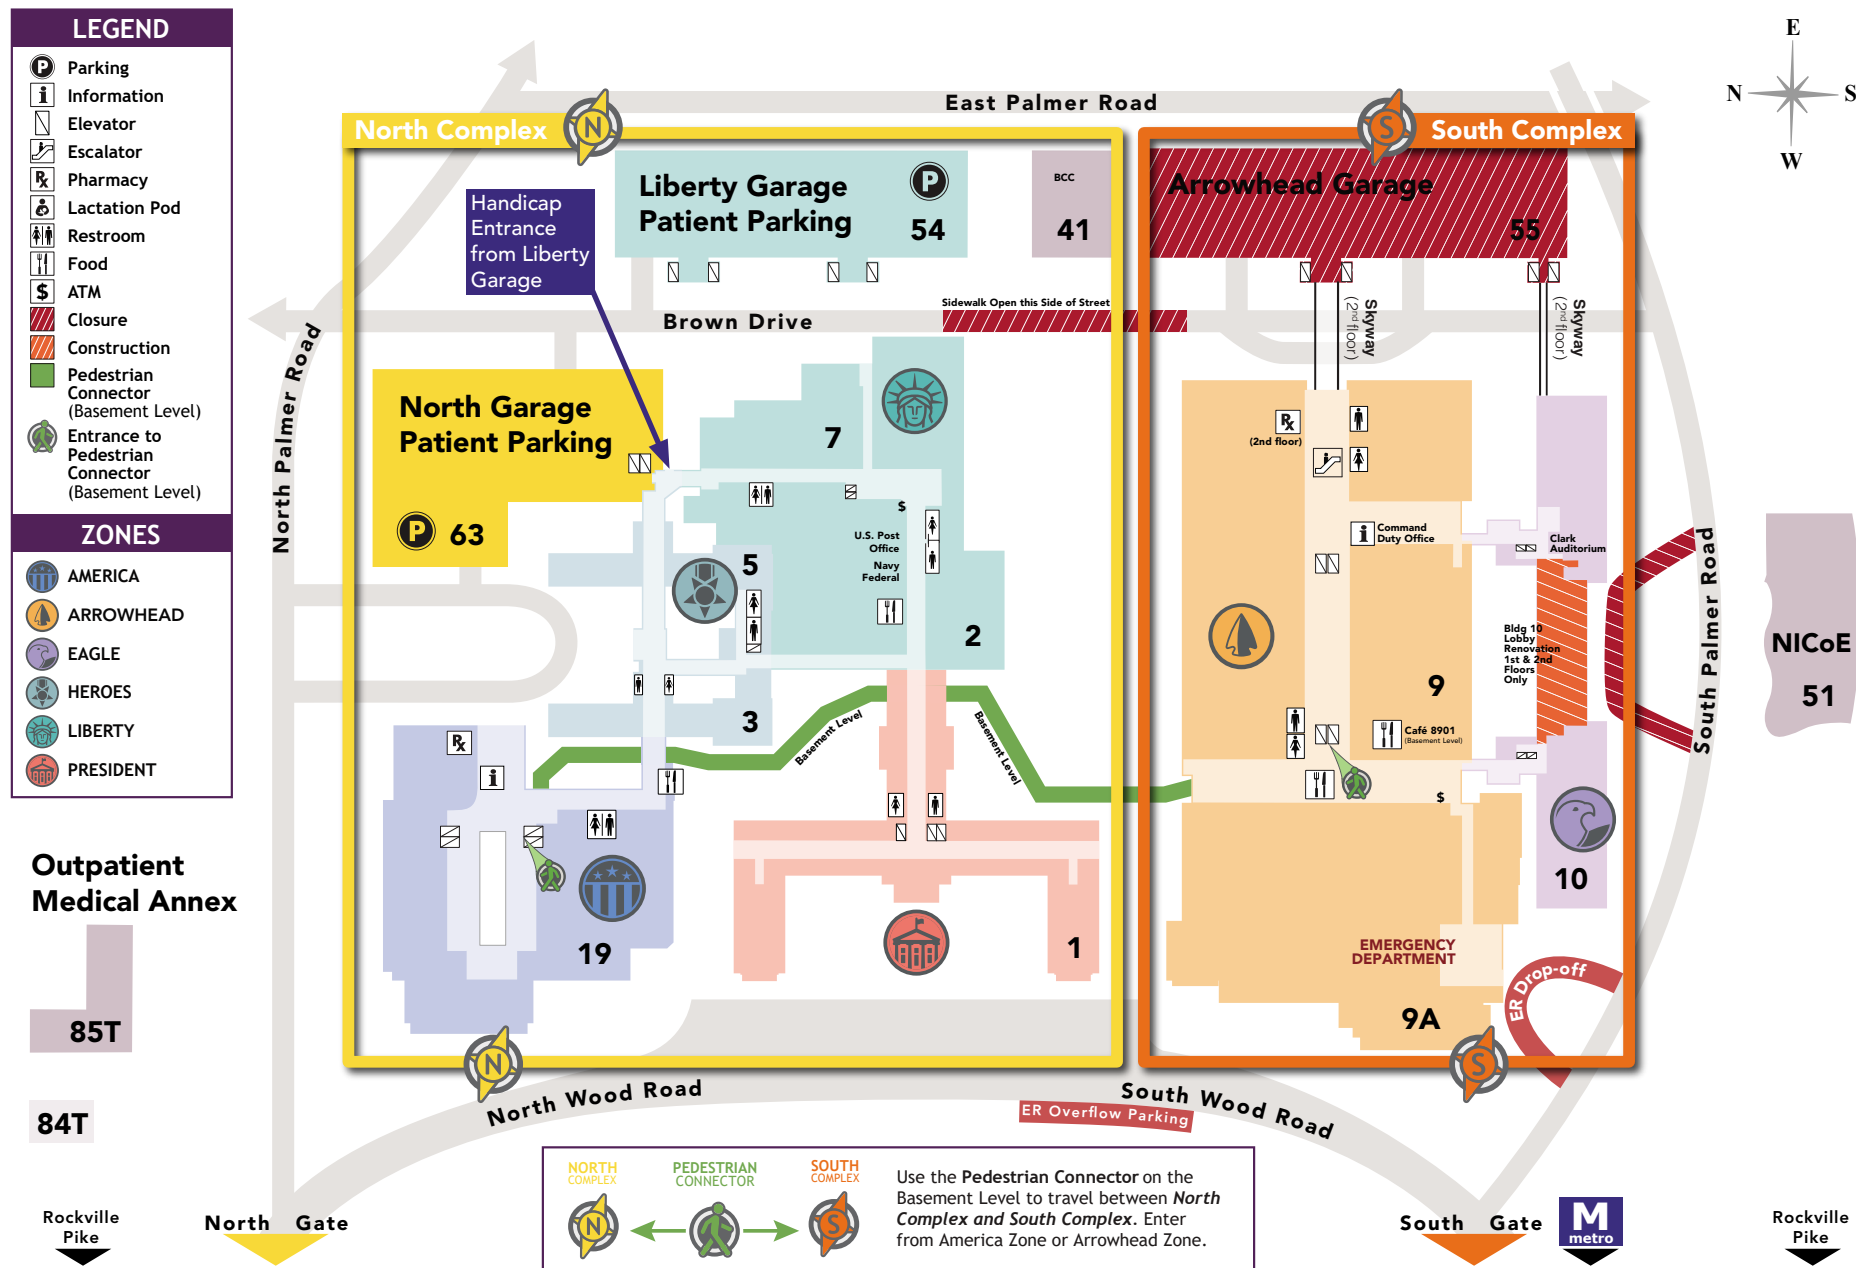 LEGEND
Parking
Information
Elevator
Escalator
Pharmacy
Lactation Pod
Restroom
Food
ATM
Closure
Construction
Pedestrian
Connector
(Basement Level)
Entrance to
Pedestrian
Connector
(Basement Level)
ZONES
AMERICA
ARROWHEAD
EAGLE
HEROES
LIBERTY
PRESIDENT
P
i
Rx
$
E
N
S
W
East Palmer Road
North Complex
N
S
South Complex
Handicap
Entrance
from Liberty
Garage
Liberty Garage
Patient Parking
P
54
BCC
41
Arrowhead Garage
55
Sidewalk Open this Side of Street
Brown Drive
Skyway
(2nd floor)
Skyway
(2nd floor)
North Palmer Road
North Garage
Patient Parking
P
63
7
$
U.S. Post
Office
Navy
Federal
5
2
3
Rx
(2nd floor)
i
Command
Duty Office
Clark
Auditorium
Bldg 10
Lobby
Renovation
1st & 2nd
Floors
Only
9
Café 8901
(Basement Level)
$
South Palmer Road
NICoE
51
Rx
i
Basement Level
Basement Level
19
1
10
EMERGENCY
DEPARTMENT
9A
ER Drop-off
Outpatient
Medical Annex
85T
84T
N
S
North Wood Road
South Wood Road
ER Overflow Parking
NORTH
COMPLEX
N
PEDESTRIAN
CONNECTOR
SOUTH
COMPLEX
S
Use the Pedestrian Connector on the
Basement Level to travel between North
Complex and South Complex. Enter
from America Zone or Arrowhead Zone.
Rockville
Pike
North Gate
South Gate
M
metro
Rockville
Pike